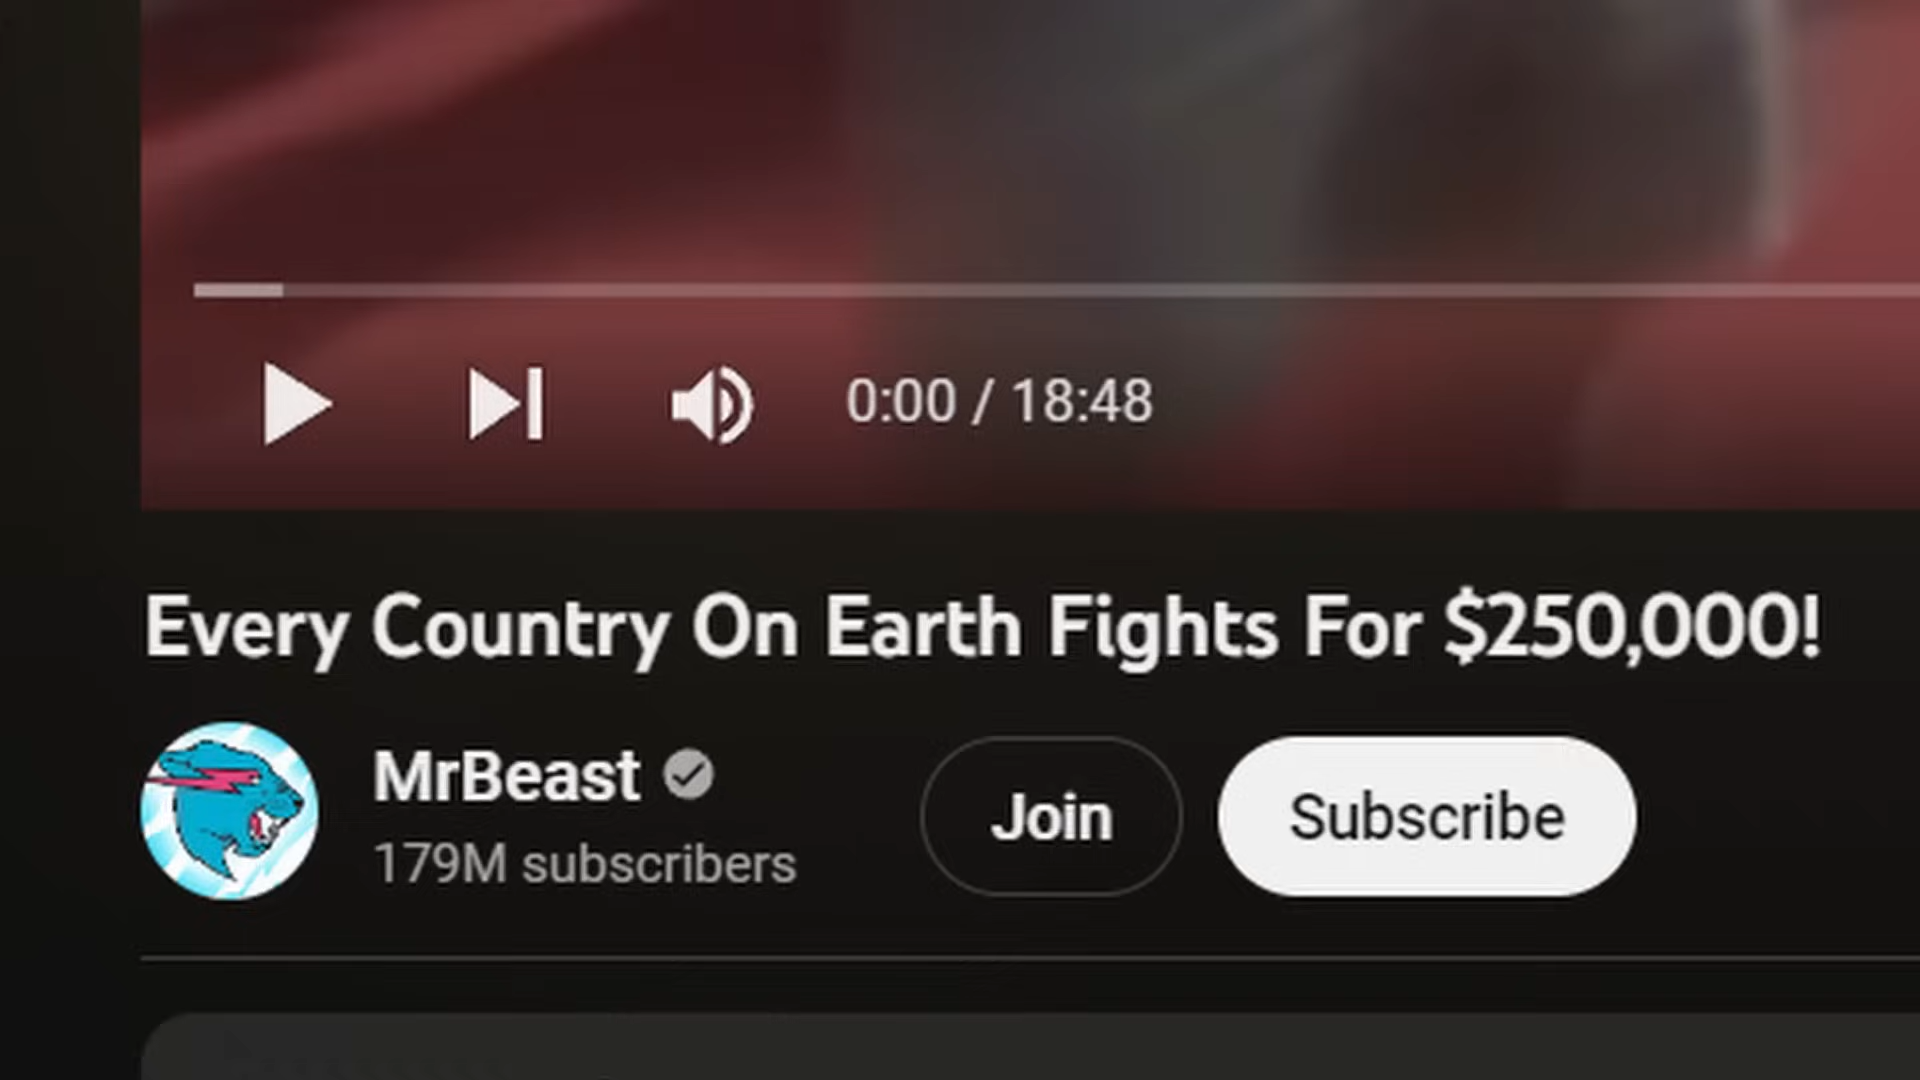 0:00 / 18:48
Every Country On Earth Fights For $250,000!
MrBeast
179M subscribers
Join
Subscribe